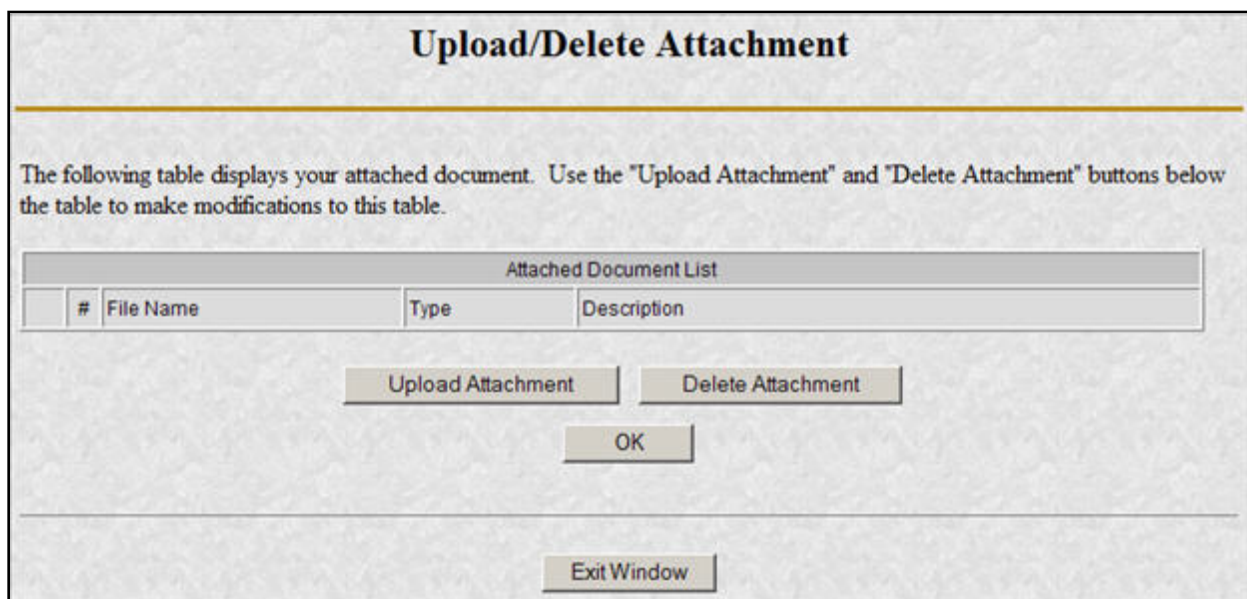 Upload/Delete Attachment
The following table displays your attached document. Use the "Upload Attachment" and "Delete Attachment" buttons below
the table to make modifications to this table.
Attached Document List
# File Name Type Description
Upload Attachment Delete Attachment
OK
Exit Window